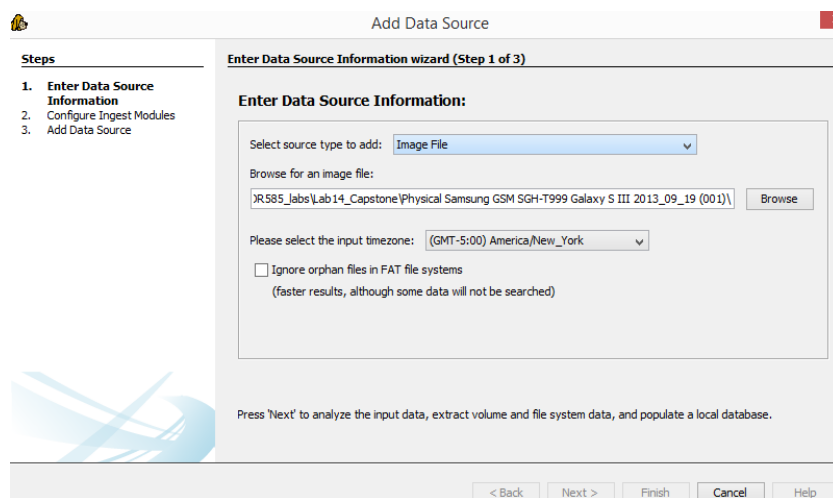 Add Data Source
Steps
1. Enter Data Source
Information
2. Configure Ingest Modules
3. Add Data Source
Enter Data Source Information wizard (Step 1 of 3)
Enter Data Source Information:
Select source type to add: Image File
Browse for an image file:
R585_labs\Lab14_Capstone\Physical Samsung GSM SGH-T999 Galaxy S III 2013_09_19 (001)\ Browse
Please select the input timezone: (GMT-5:00) America/New_York
Ignore orphan files in FAT file systems
(faster results, although some data will not be searched)
Press 'Next' to analyze the input data, extract volume and file system data, and populate a local database.
< Back Next > Finish Cancel Help